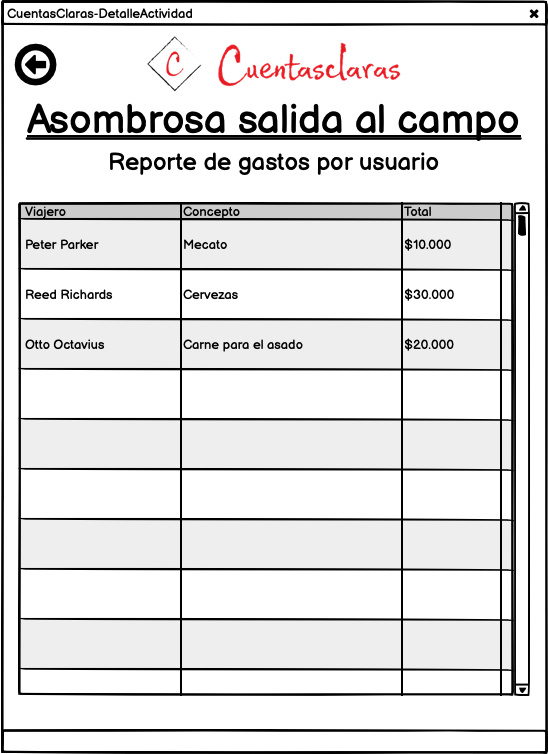 CuentasClaras-DetalleActividad
Cuentasclaras
Asombrosa salida al campo
Reporte de gastos por usuario
Viajero Concepto Total
Peter Parker Mecato $10.000
Reed Richards Cervezas $30.000
Otto Octavius Carne para el asado $20.000